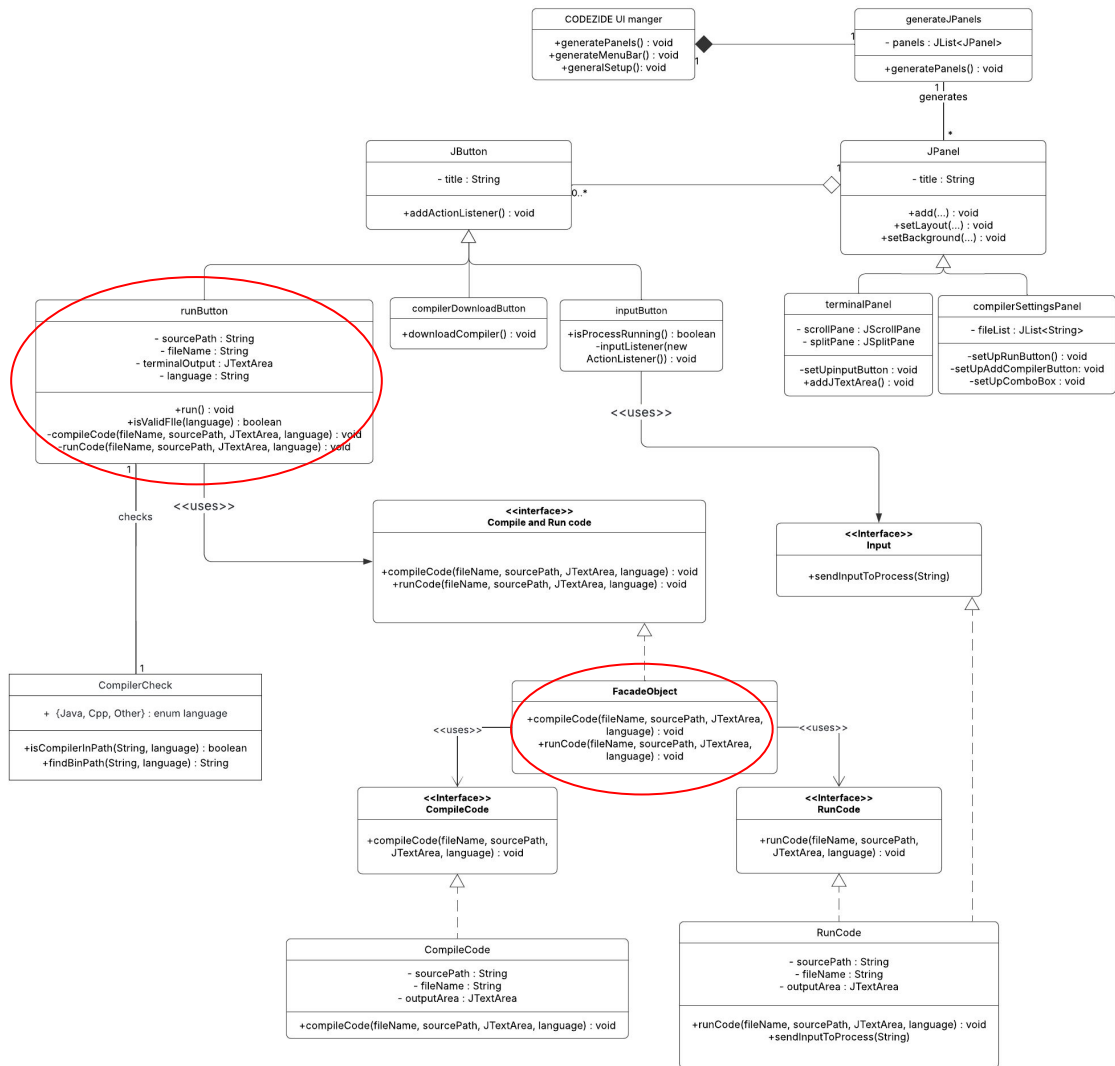 CODEZIDE UI manger
+generatePanels() : void
+generateMenuBar() : void
+generalSetup(): void
1
1
generateJPanels
- panels : JList<JPanel>
+generatePanels() : void
1
generates
*
JButton
- title : String
+addActionListener() : void
0..*
1
JPanel
- title : String
+add(...) : void
+setLayout(...) : void
+setBackground(...) : void
runButton
- sourcePath : String
- fileName : String
- terminalOutput : JTextArea
- language : String
+run() : void
+isValidFIle(language) : boolean
-compileCode(fileName, sourcePath, JTextArea, language) : void
-runCode(fileName, sourcePath, JTextArea, language) : void
compilerDownloadButton
+downloadCompiler() : void
inputButton
+isProcessRunning() : boolean
-inputListener(new
ActionListener()) : void
terminalPanel
- scrollPane : JScrollPane
- splitPane : JSplitPane
-setUpinputButton : void
+addJTextArea() : void
compilerSettingsPanel
- fileList : JList<String>
-setUpRunButton() : void
-setUpAddCompilerButton: void
-setUpComboBox : void
1
checks
1
<<uses>>
<<uses>>
<<interface>>
Compile and Run code
+compileCode(fileName, sourcePath, JTextArea, language) : void
+runCode(fileName, sourcePath, JTextArea, language) : void
<<Interface>>
Input
+sendInputToProcess(String)
CompilerCheck
+ {Java, Cpp, Other} : enum language
+isCompilerInPath(String, language) : boolean
+findBinPath(String, language) : String
FacadeObject
+compileCode(fileName, sourcePath, JTextArea,
language) : void
+runCode(fileName, sourcePath, JTextArea,
language) : void
<<uses>>
<<uses>>
<<Interface>>
CompileCode
+compileCode(fileName, sourcePath,
JTextArea, language) : void
<<Interface>>
RunCode
+runCode(fileName, sourcePath,
JTextArea, language) : void
CompileCode
- sourcePath : String
- fileName : String
- outputArea : JTextArea
+compileCode(fileName, sourcePath, JTextArea, language) : void
RunCode
- sourcePath : String
- fileName : String
- outputArea : JTextArea
+runCode(fileName, sourcePath, JTextArea, language) : void
+sendInputToProcess(String)